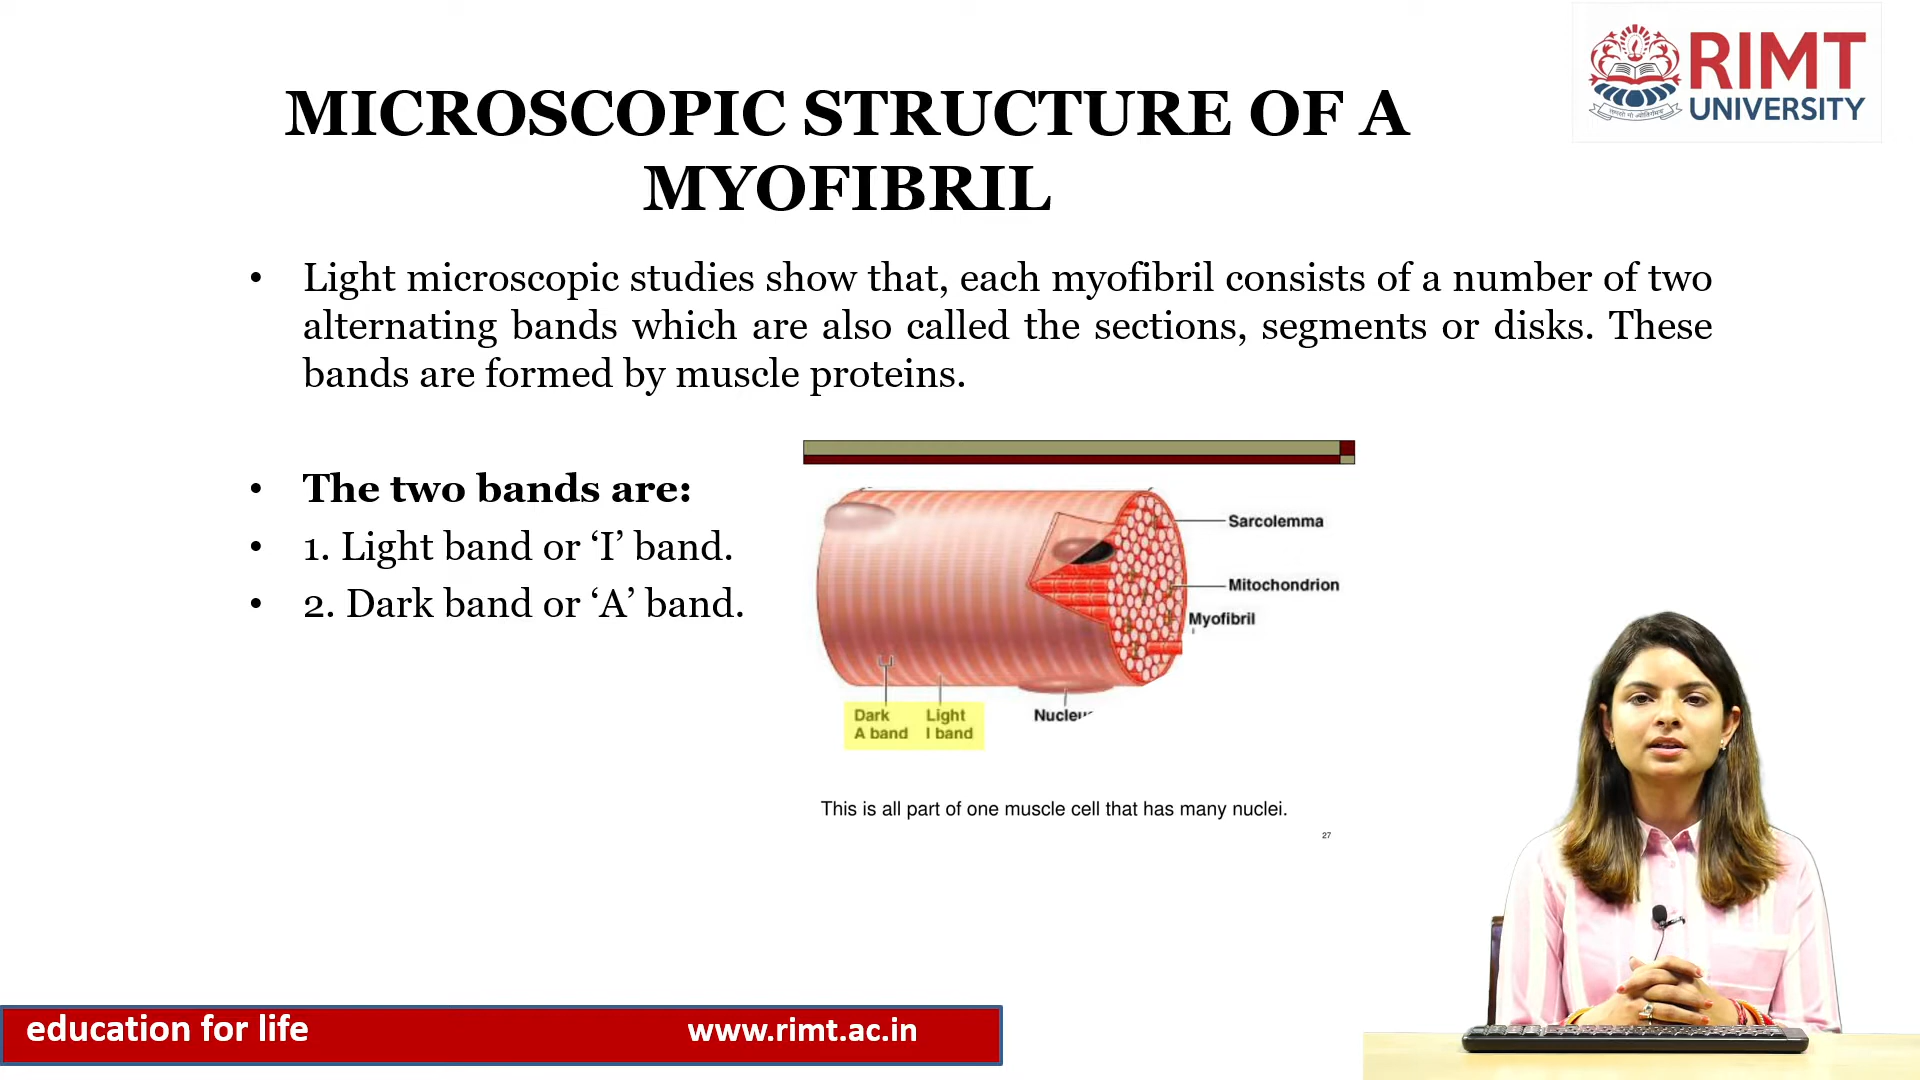 RIMT
UNIVERSITY
MICROSCOPIC STRUCTURE OF A
MYOFIBRIL
• Light microscopic studies show that, each myofibril consists of a number of two
alternating bands which are also called the sections, segments or disks. These
bands are formed by muscle proteins.
• The two bands are:
• 1. Light band or ‘I’ band.
• 2. Dark band or ‘A’ band.
Sarcolemma
Mitochondrion
Myofibril
Dark
A band
Light
I band
Nucleus
This is all part of one muscle cell that has many nuclei.
27
education for life
www.rimt.ac.in